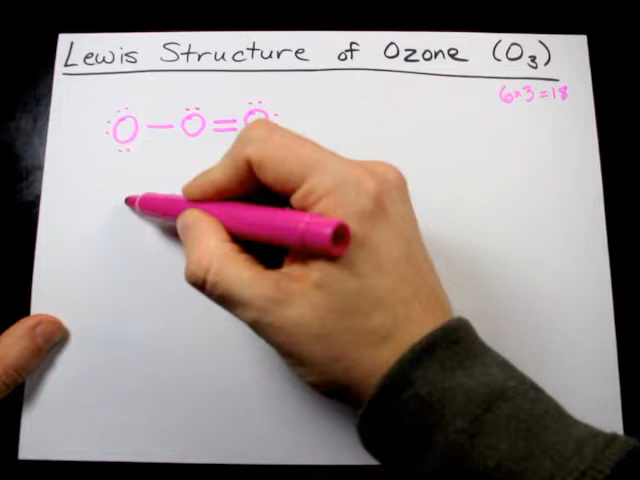 Lewis Structure of Ozone (O₃)
6×3=18
O — O = O